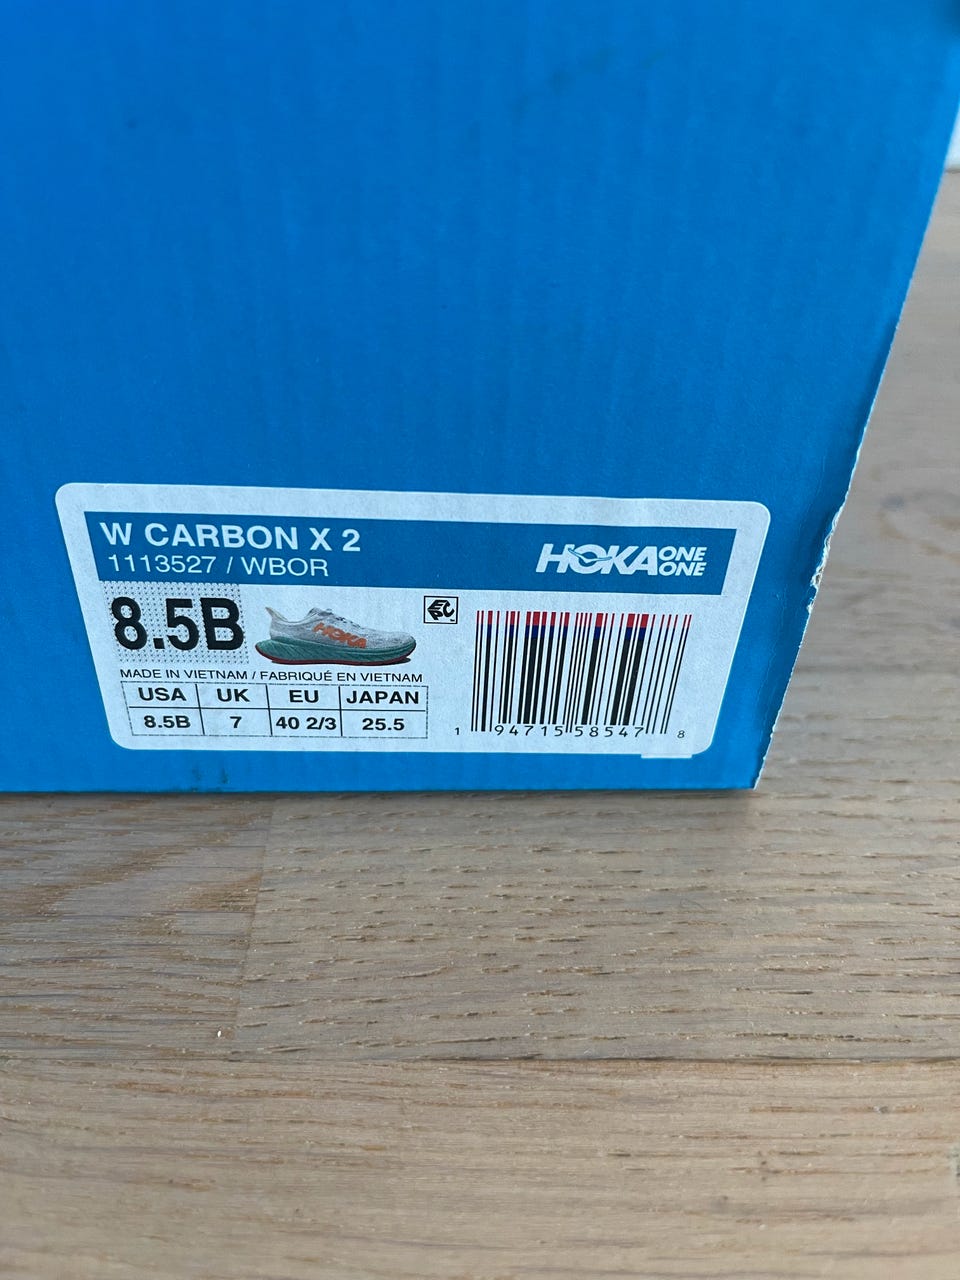 W CARBON X 2
1113527 / WBOR
HOKA ONE ONE
8.5B
HOKA
MADE IN VIETNAM / FABRIQUÉ EN VIETNAM
USA UK EU JAPAN
8.5B 7 40 2/3 25.5
1 94715 58547 8